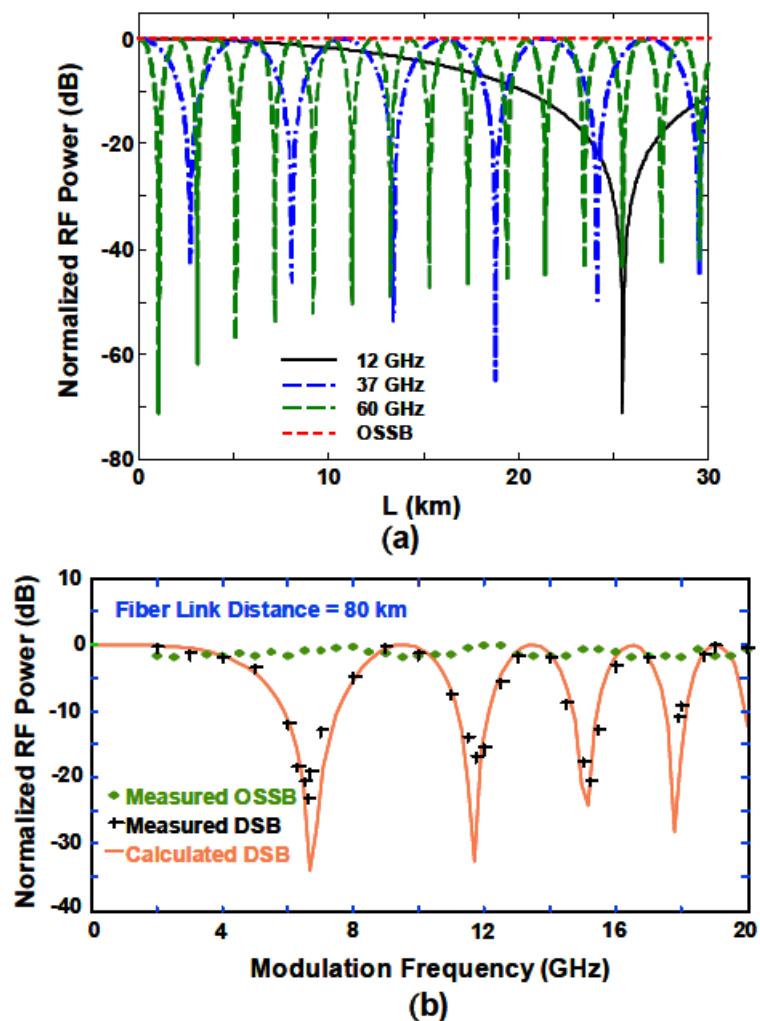 Normalized RF Power (dB)
0
-20
-40
-60
-80
12 GHz
37 GHz
60 GHz
OSSB
0
10
20
30
L (km)
(a)
Normalized RF Power (dB)
10
0
-10
-20
-30
-40
Fiber Link Distance = 80 km
Measured OSSB
Measured DSB
Calculated DSB
0
4
8
12
16
20
Modulation Frequency (GHz)
(b)